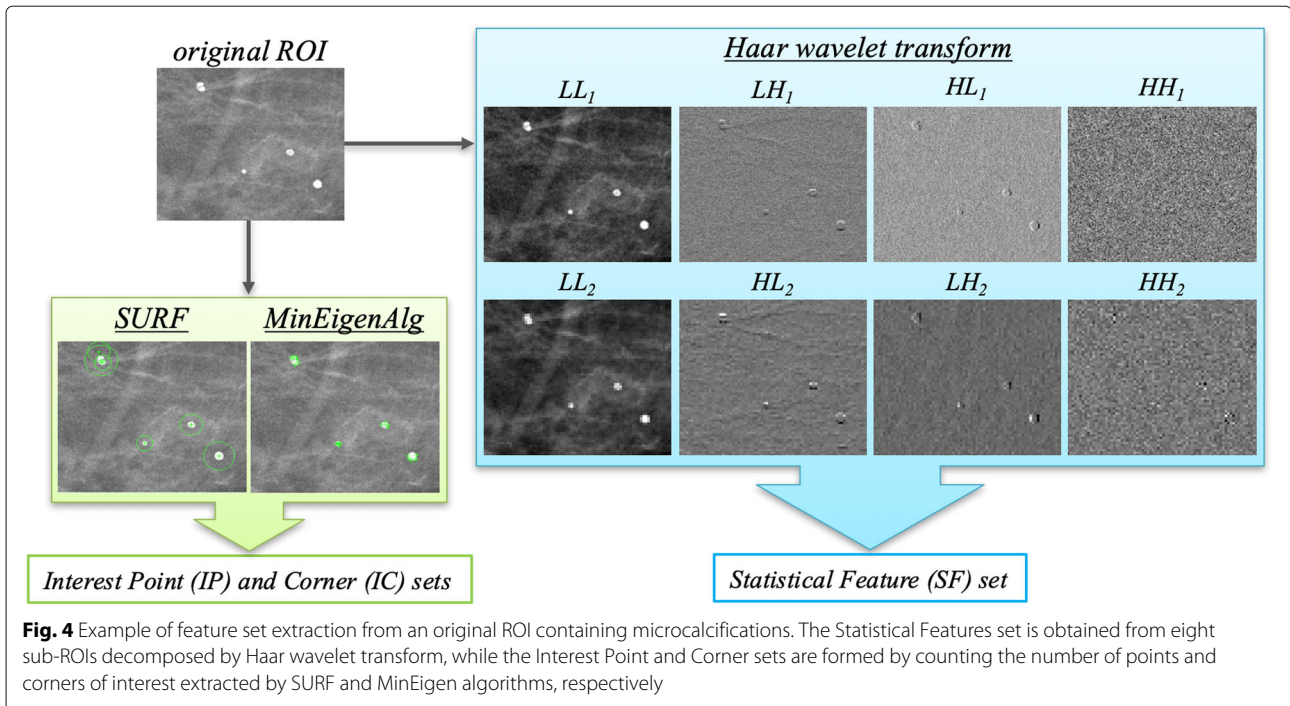 original ROI
Haar wavelet transform
LL1 LH1 HL1 HH1
LL2 HL2 LH2 HH2
SURF MinEigenAlg
Interest Point (IP) and Corner (IC) sets
Statistical Feature (SF) set
Fig. 4 Example of feature set extraction from an original ROI containing microcalcifications. The Statistical Features set is obtained from eight
sub-ROIs decomposed by Haar wavelet transform, while the Interest Point and Corner sets are formed by counting the number of points and
corners of interest extracted by SURF and MinEigen algorithms, respectively